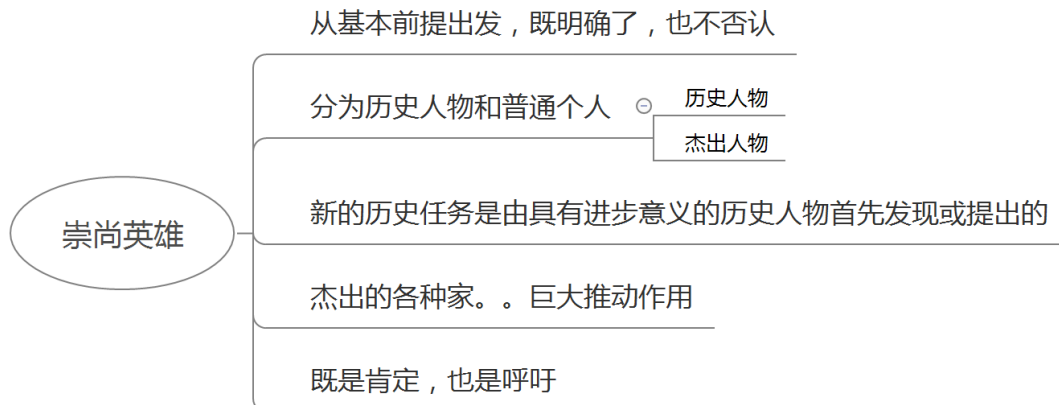 崇尚英雄
从基本前提出发，既明确了，也不否认
分为历史人物和普通个人
历史人物
杰出人物
新的历史任务是由具有进步意义的历史人物首先发现或提出的
杰出的各种家。。巨大推动作用
既是肯定，也是呼吁